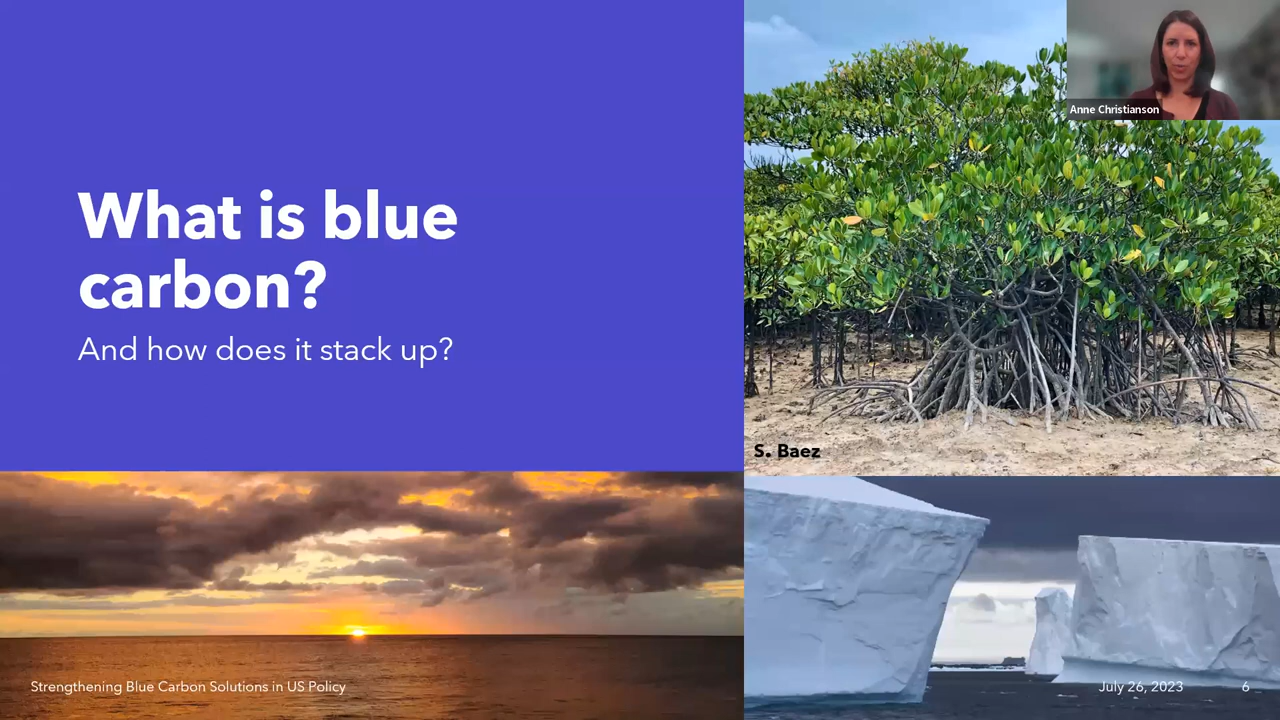 What is blue
carbon?
And how does it stack up?
Anne Christianson
S. Baez
Strengthening Blue Carbon Solutions in US Policy
July 26, 2023
6